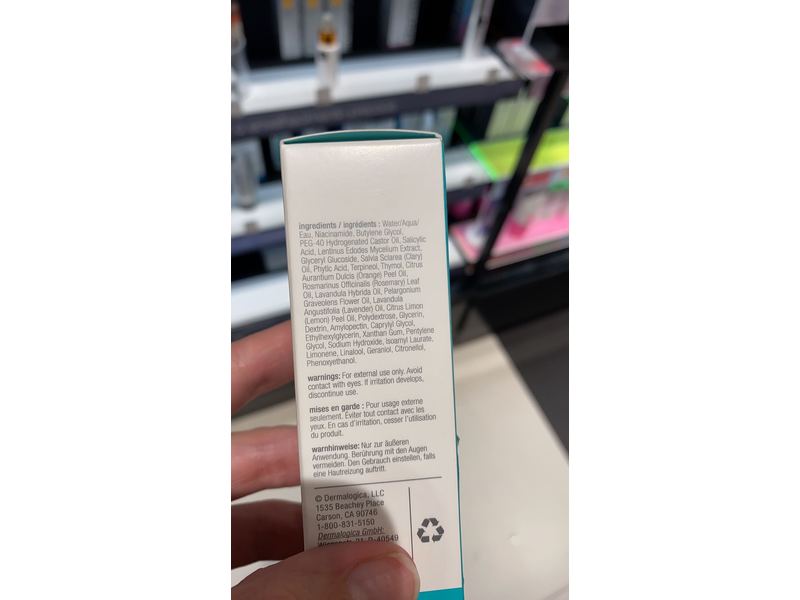 ingredients / ingrédients : Water/Aqua/
Eau, Niacinamide, Butylene Glycol,
PEG-40 Hydrogenated Castor Oil, Salicylic
Acid, Lentinus Edodes Mycelium Extract,
Glyceryl Glucoside, Salvia Sclarea (Clary)
Oil, Phytic Acid, Terpineol, Thymol, Citrus
Aurantium Dulcis (Orange) Peel Oil,
Rosmarinus Officinalis (Rosemary) Leaf
Oil, Lavandula Hybrida Oil, Pelargonium
Graveolens Flower Oil, Lavandula
Angustifolia (Lavender) Oil, Citrus Limon
(Lemon) Peel Oil, Polydextrose, Glycerin,
Dextrin, Amylopectin, Caprylyl Glycol,
Ethylhexylglycerin, Xanthan Gum, Pentylene
Glycol, Sodium Hydroxide, Isoamyl Laurate,
Limonene, Linalool, Geraniol, Citronellol,
Phenoxyethanol.
warnings: For external use only. Avoid
contact with eyes. If irritation develops,
discontinue use.
mises en garde : Pour usage externe
seulement. Éviter tout contact avec les
yeux. En cas d'irritation, cesser l'utilisation
du produit.
warnhinweise: Nur zur äußeren
Anwendung. Berührung mit den Augen
vermeiden. Den Gebrauch einstellen, falls
eine Hautreizung auftritt.
© Dermalogica, LLC
1535 Beachey Place
Carson, CA 90746
1-800-831-5150
Dermalogica GmbH:
21, D-40549